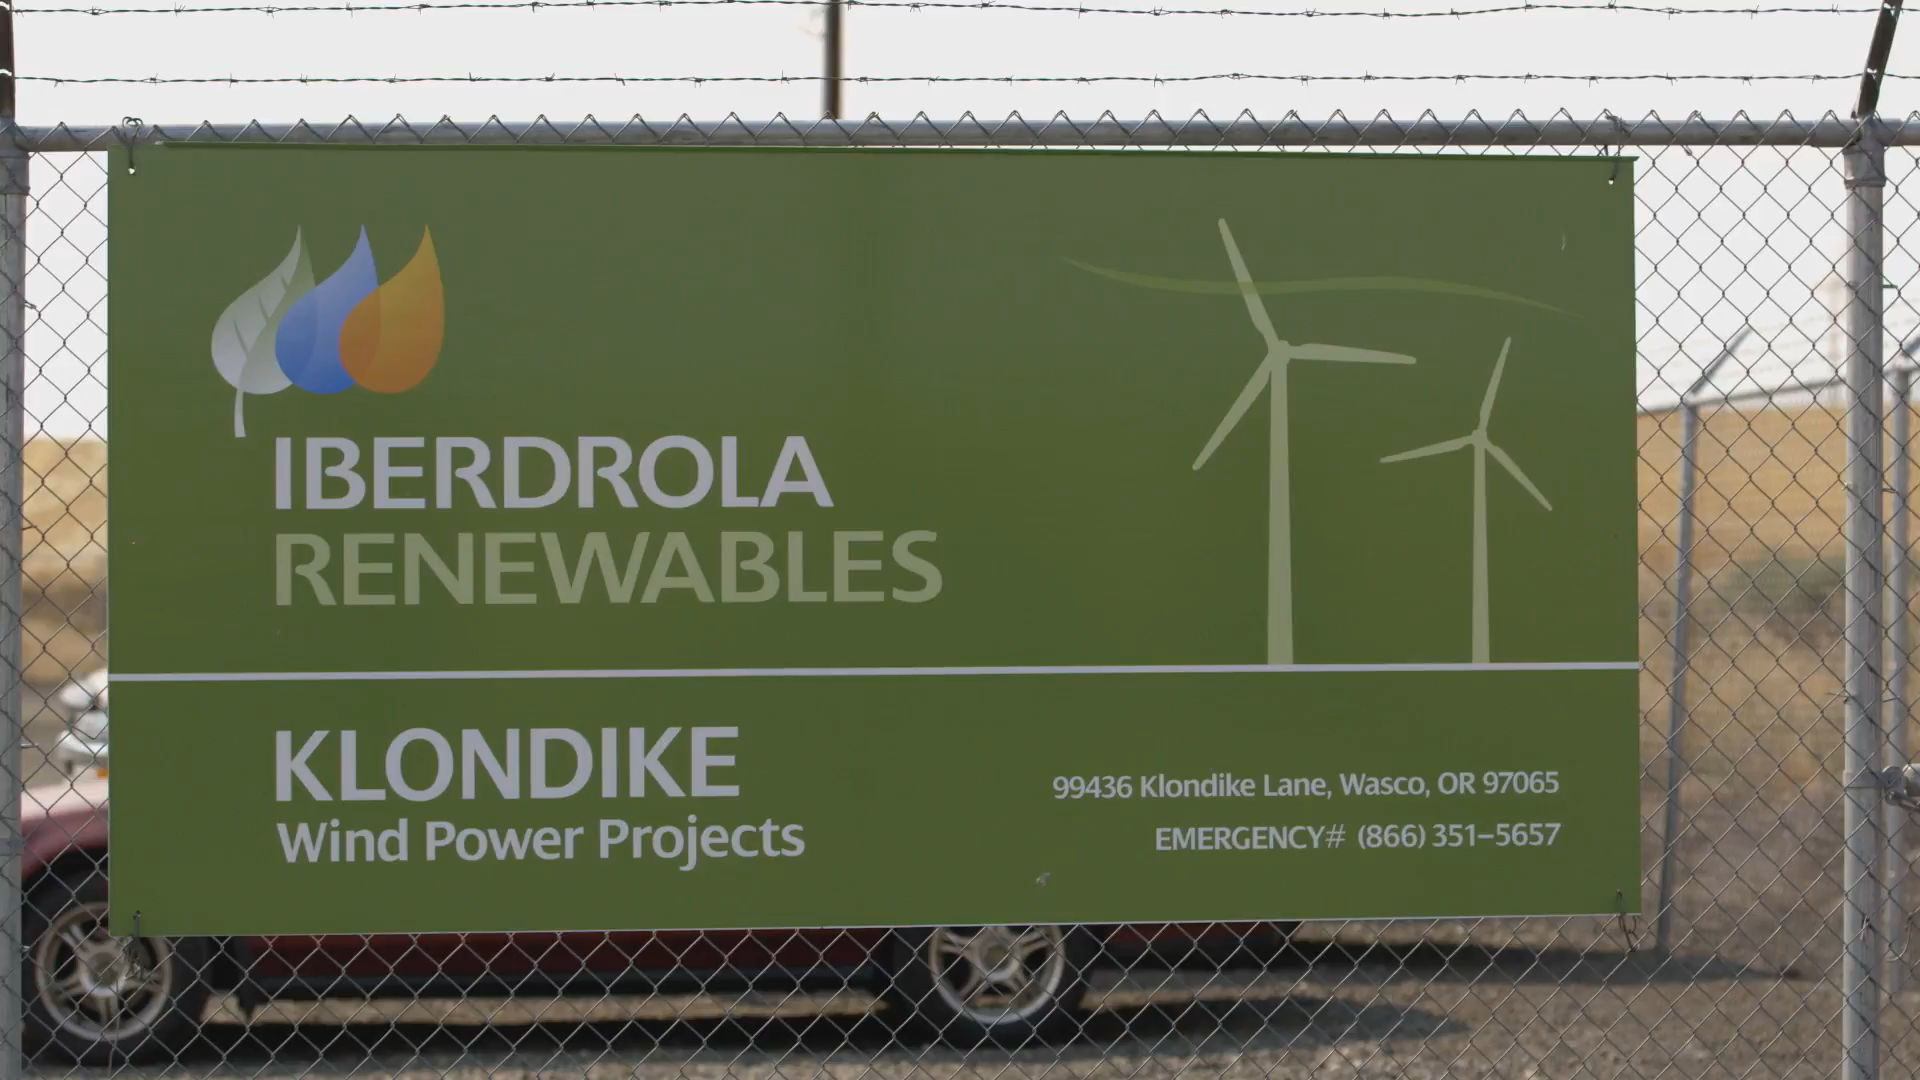 IBERDROLA
RENEWABLES
KLONDIKE
Wind Power Projects
99436 Klondike Lane, Wasco, OR 97065
EMERGENCY# (866) 351–5657